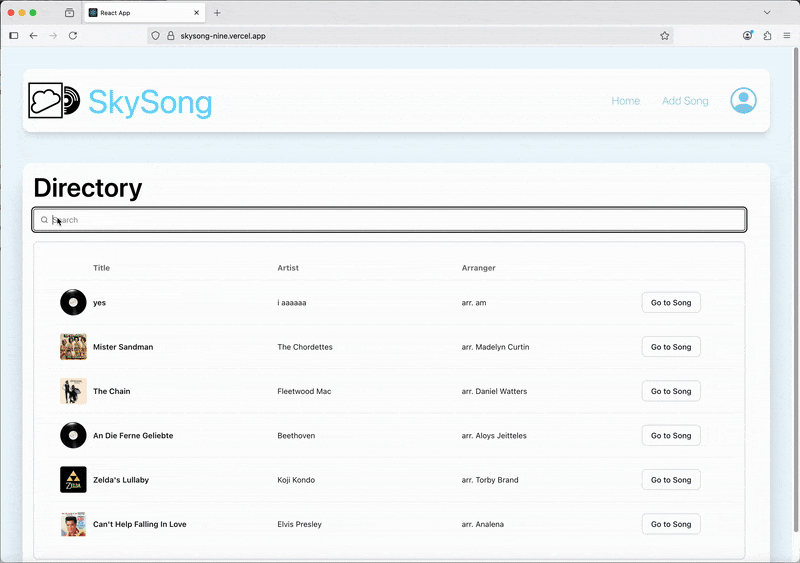 React App
skysong-nine.vercel.app
SkySong
Home Add Song
Directory
Search
Title Artist Arranger
yes i aaaaaa arr. am Go to Song
Mister Sandman The Chordettes arr. Madelyn Curtin Go to Song
The Chain Fleetwood Mac arr. Daniel Watters Go to Song
An Die Ferne Geliebte Beethoven arr. Aloys Jeitteles Go to Song
ZELDA
Zelda's Lullaby Koji Kondo arr. Torby Brand Go to Song
Can't Help Falling In Love Elvis Presley arr. Analena Go to Song